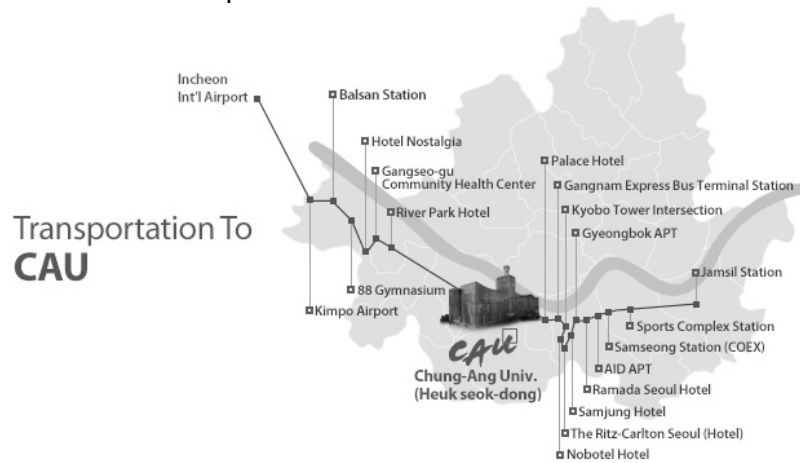 Incheon
Int'l Airport
Balsan Station
Hotel Nostalgia
Gangseo-gu
Community Health Center
River Park Hotel
Palace Hotel
Gangnam Express Bus Terminal Station
Kyobo Tower Intersection
Gyeongbok APT
Transportation To
CAU
88 Gymnasium
Kimpo Airport
CAU
Chung-Ang Univ.
(Heuk seok-dong)
Jamsil Station
Sports Complex Station
Samseong Station (COEX)
AID APT
Ramada Seoul Hotel
Samjung Hotel
The Ritz-Carlton Seoul (Hotel)
Nobotel Hotel